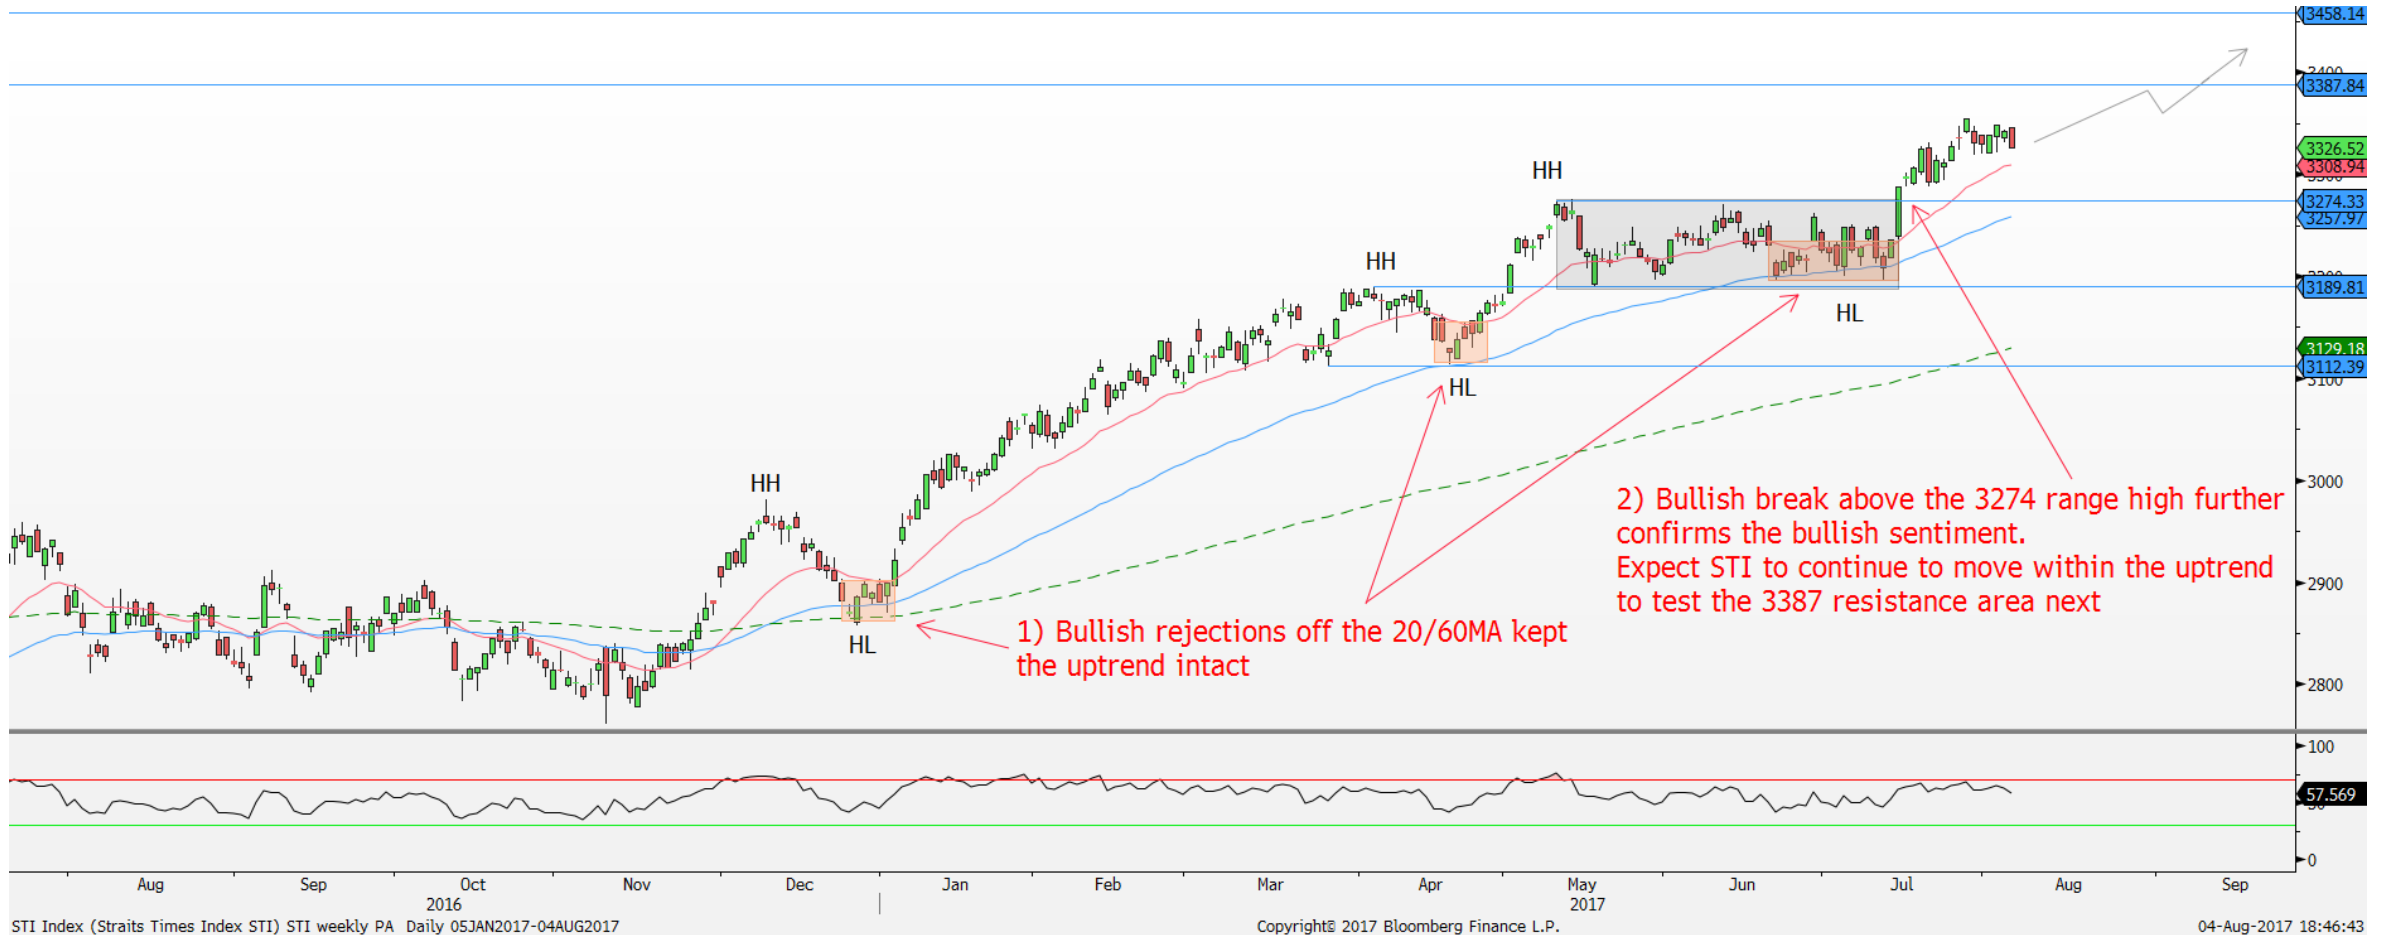 3458.14
3400
3387.84
HH
3326.52
3308.94
3300
3274.33
3257.97
HH
3200
3189.81
HL
3129.18
3112.39
3100
HL
HH
3000
2) Bullish break above the 3274 range high further
confirms the bullish sentiment.
Expect STI to continue to move within the uptrend
to test the 3387 resistance area next
2900
HL
1) Bullish rejections off the 20/60MA kept
the uptrend intact
2800
100
57.569
50
0
Aug Sep Oct Nov Dec Jan Feb Mar Apr May Jun Jul Aug Sep
2016 2017
STI Index (Straits Times Index STI) STI weekly PA Daily 05JAN2017-04AUG2017 Copyright© 2017 Bloomberg Finance L.P. 04-Aug-2017 18:46:43